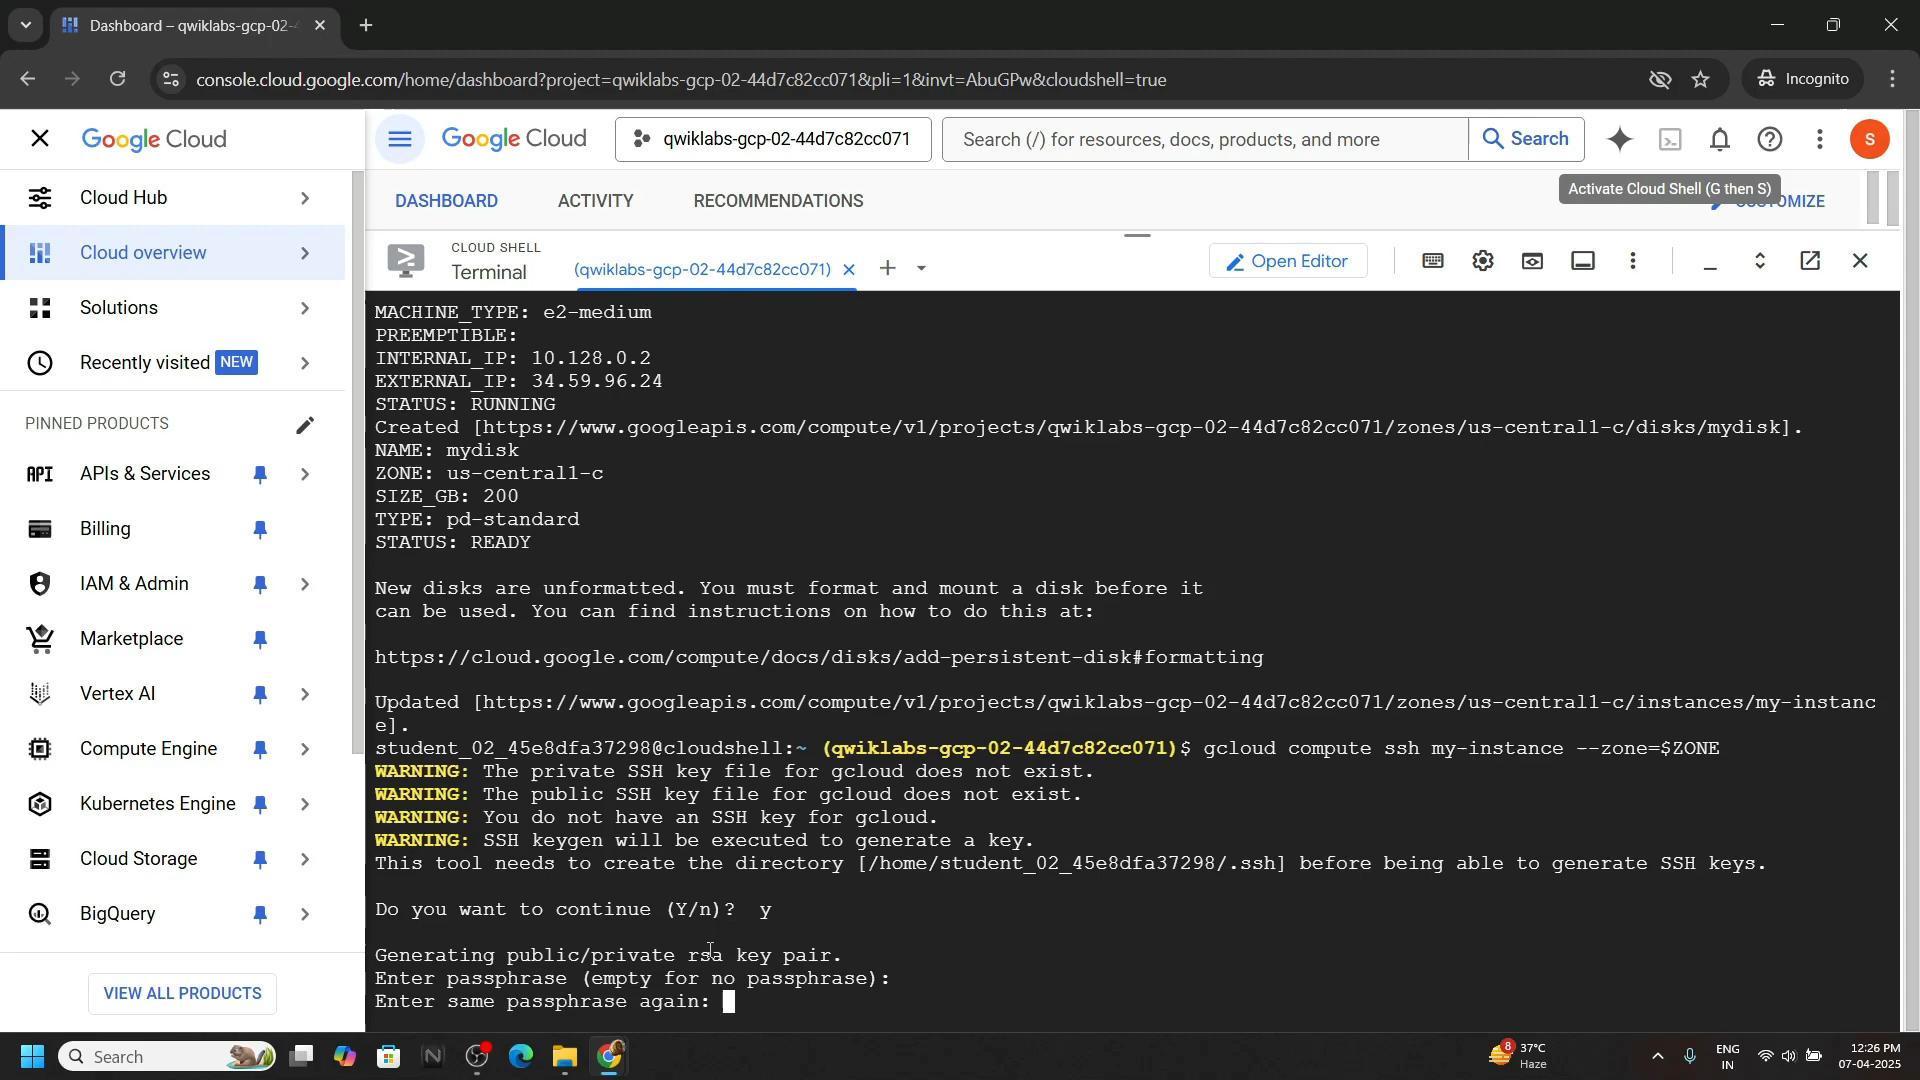 Dashboard – qwiklabs-gcp-02-4
console.cloud.google.com/home/dashboard?project=qwiklabs-gcp-02-44d7c82cc071&pli=1&invt=AbuGPw&cloudshell=true
Incognito
Google Cloud
Google Cloud
qwiklabs-gcp-02-44d7c82cc071
Search (/) for resources, docs, products, and more
Search
S
Cloud Hub
Cloud overview
Solutions
Recently visited NEW
PINNED PRODUCTS
API APIs & Services
Billing
IAM & Admin
Marketplace
Vertex AI
Compute Engine
Kubernetes Engine
Cloud Storage
BigQuery
VIEW ALL PRODUCTS
DASHBOARD
ACTIVITY
RECOMMENDATIONS
Activate Cloud Shell (G then S)
CUSTOMIZE
CLOUD SHELL
Terminal
(qwiklabs-gcp-02-44d7c82cc071)
Open Editor
MACHINE_TYPE: e2-medium
PREEMPTIBLE:
INTERNAL_IP: 10.128.0.2
EXTERNAL_IP: 34.59.96.24
STATUS: RUNNING
Created [https://www.googleapis.com/compute/v1/projects/qwiklabs-gcp-02-44d7c82cc071/zones/us-central1-c/disks/mydisk].
NAME: mydisk
ZONE: us-central1-c
SIZE_GB: 200
TYPE: pd-standard
STATUS: READY
New disks are unformatted. You must format and mount a disk before it
can be used. You can find instructions on how to do this at:
https://cloud.google.com/compute/docs/disks/add-persistent-disk#formatting
Updated [https://www.googleapis.com/compute/v1/projects/qwiklabs-gcp-02-44d7c82cc071/zones/us-central1-c/instances/my-instanc
e].
student_02_45e8dfa37298@cloudshell:~ (qwiklabs-gcp-02-44d7c82cc071)$ gcloud compute ssh my-instance --zone=$ZONE
WARNING: The private SSH key file for gcloud does not exist.
WARNING: The public SSH key file for gcloud does not exist.
WARNING: You do not have an SSH key for gcloud.
WARNING: SSH keygen will be executed to generate a key.
This tool needs to create the directory [/home/student_02_45e8dfa37298/.ssh] before being able to generate SSH keys.
Do you want to continue (Y/n)?  y
Generating public/private rsa key pair.
Enter passphrase (empty for no passphrase):
Enter same passphrase again:
Search
8
37°C
Haze
ENG
IN
12:26 PM
07-04-2025